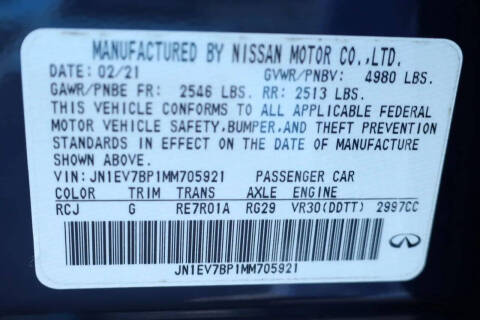 MANUFACTURED BY NISSAN MOTOR CO.,LTD.
DATE: 02/21 GVWR/PNBV: 4980 LBS.
GAWR/PNBE FR: 2546 LBS. RR: 2513 LBS.
THIS VEHICLE CONFORMS TO ALL APPLICABLE FEDERAL
MOTOR VEHICLE SAFETY, BUMPER, AND THEFT PREVENTION
STANDARDS IN EFFECT ON THE DATE OF MANUFACTURE
SHOWN ABOVE.
VIN: JN1EV7BP1MM705921 PASSENGER CAR
COLOR TRIM TRANS AXLE ENGINE
RCJ G RE7R01A RG29 VR30(DDTT) 2997CC
JN1EV7BP1MM705921